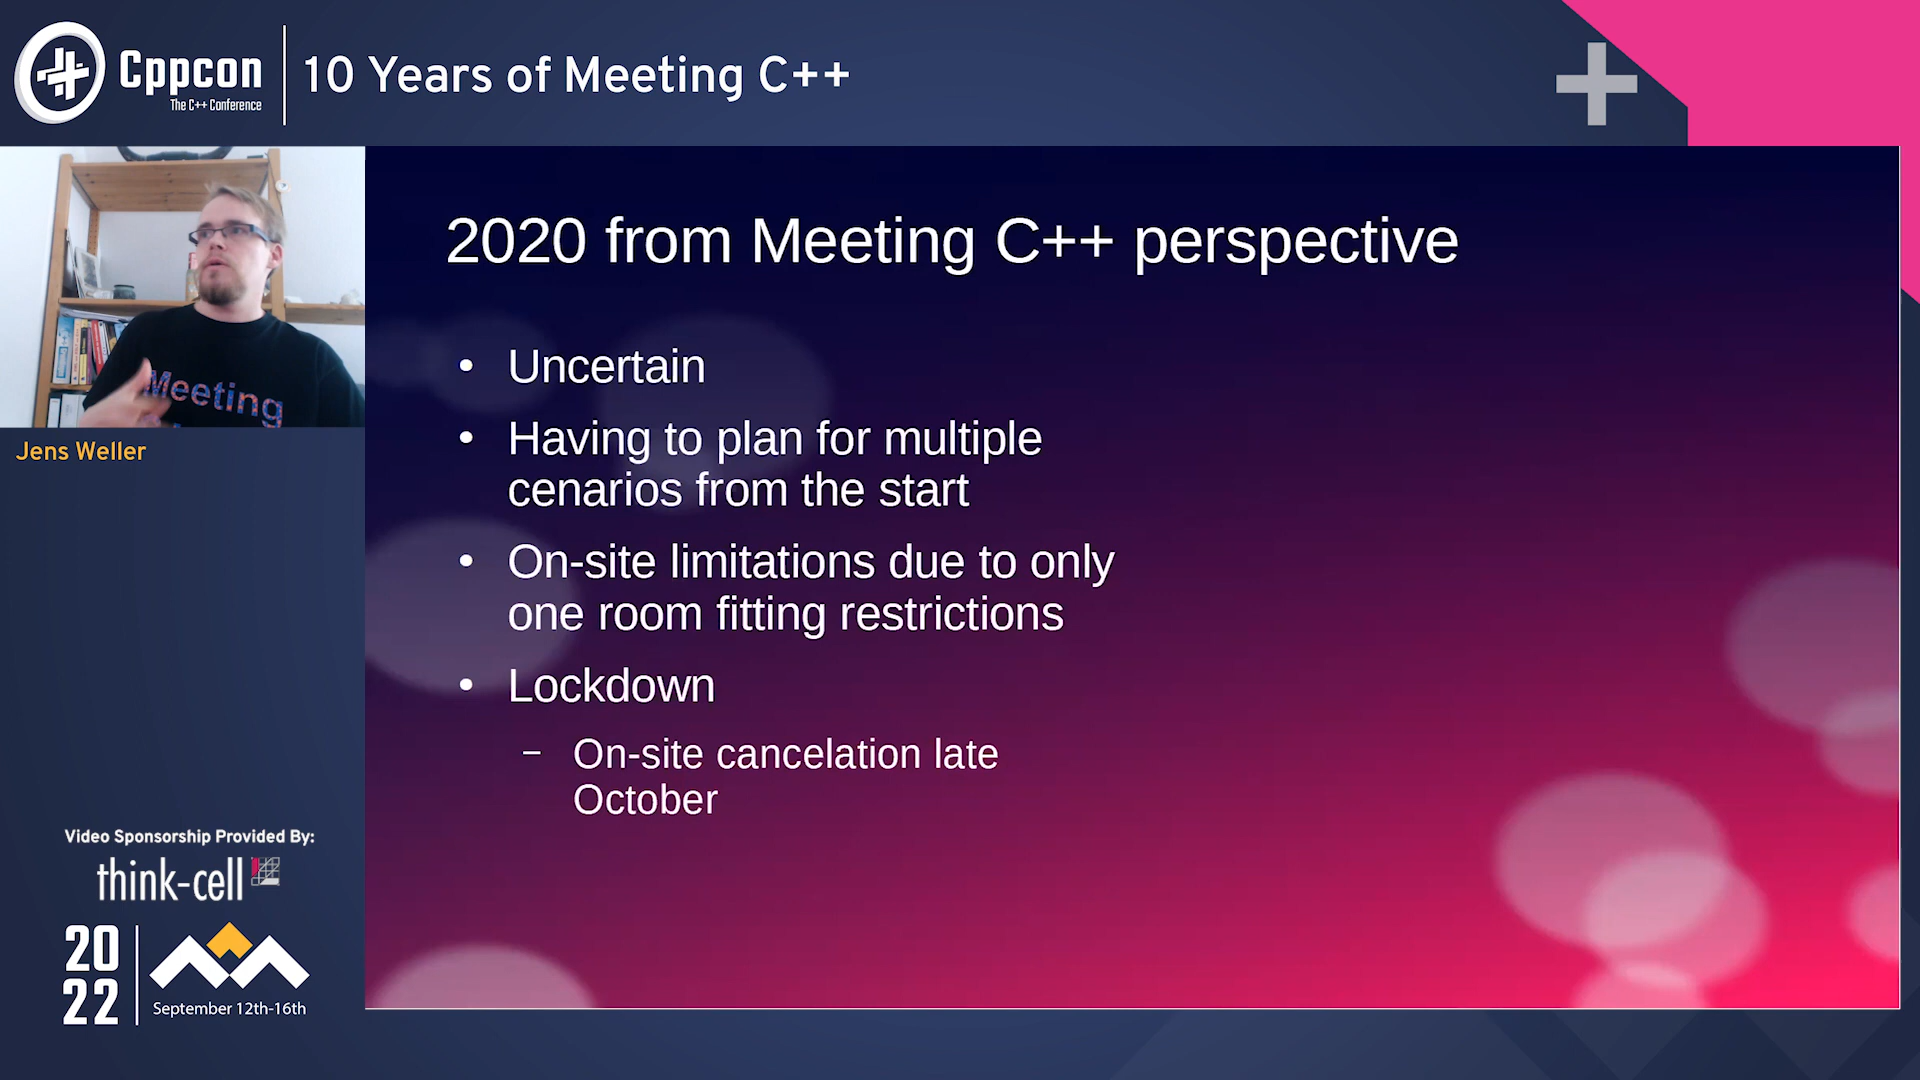 Cppcon
The C++ Conference
10 Years of Meeting C++
Meeting
Jens Weller
2020 from Meeting C++ perspective
• Uncertain
• Having to plan for multiple
cenarios from the start
• On-site limitations due to only
one room fitting restrictions
• Lockdown
– On-site cancelation late
October
Video Sponsorship Provided By:
think-cell
20
22
September 12th-16th